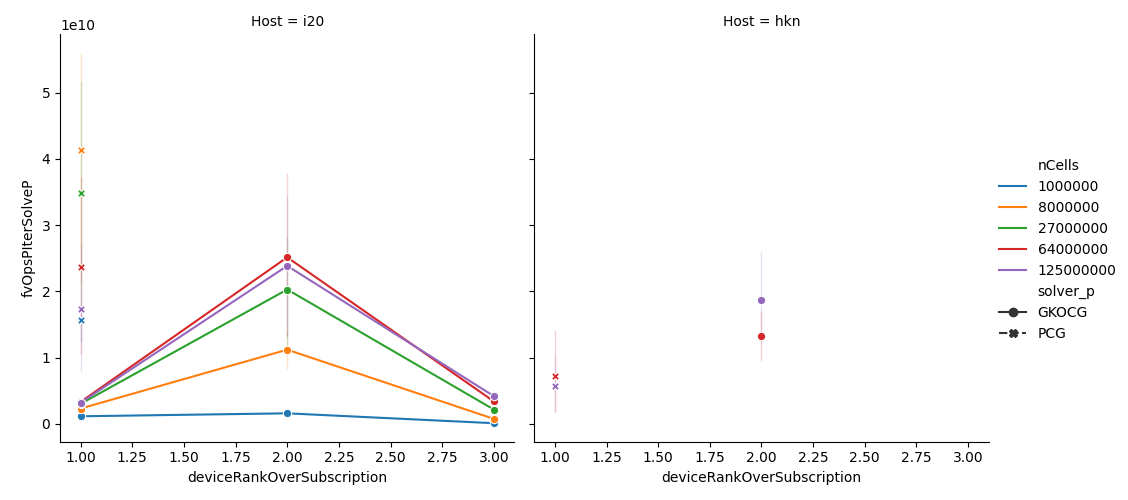 Host = i20
Host = hkn
1e10
5
4
3
2
1
0
fvOpsPIterSolveP
1.00 1.25 1.50 1.75 2.00 2.25 2.50 2.75 3.00
1.00 1.25 1.50 1.75 2.00 2.25 2.50 2.75 3.00
deviceRankOverSubscription
deviceRankOverSubscription
nCells
1000000
8000000
27000000
64000000
125000000
solver_p
GKOCG
PCG